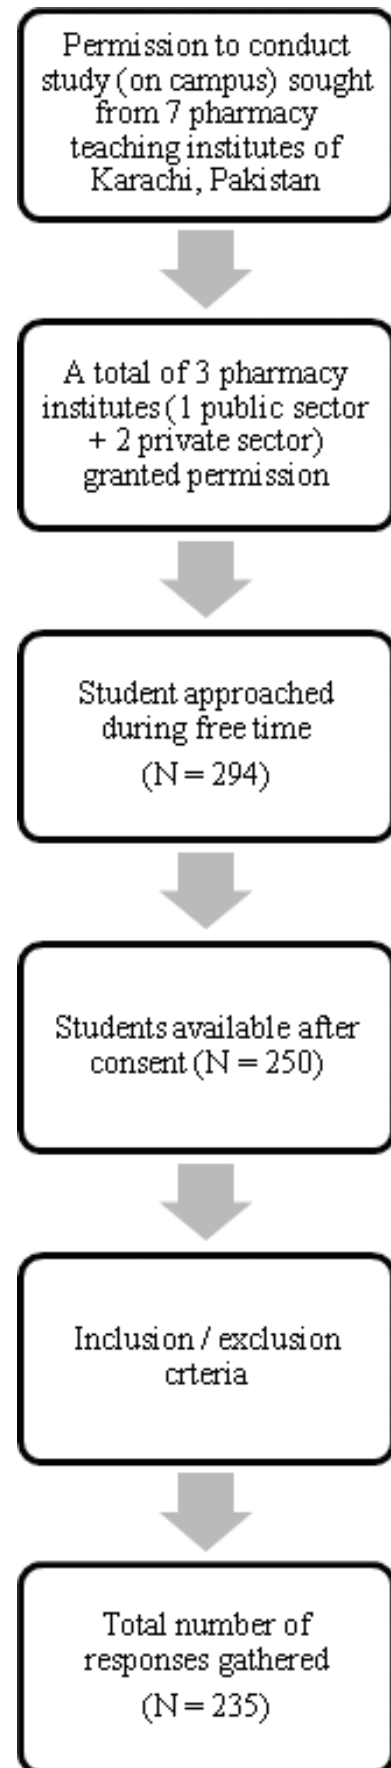 Permission to conduct
study (on campus) sought
from 7 pharmacy
teaching institutes of
Karachi, Pakistan
A total of 3 pharmacy
institutes (1 public sector
+ 2 private sector)
granted permission
Student approached
during free time
(N = 294)
Students available after
consent (N = 250)
Inclusion / exclusion
crteria
Total number of
responses gathered
(N = 235)